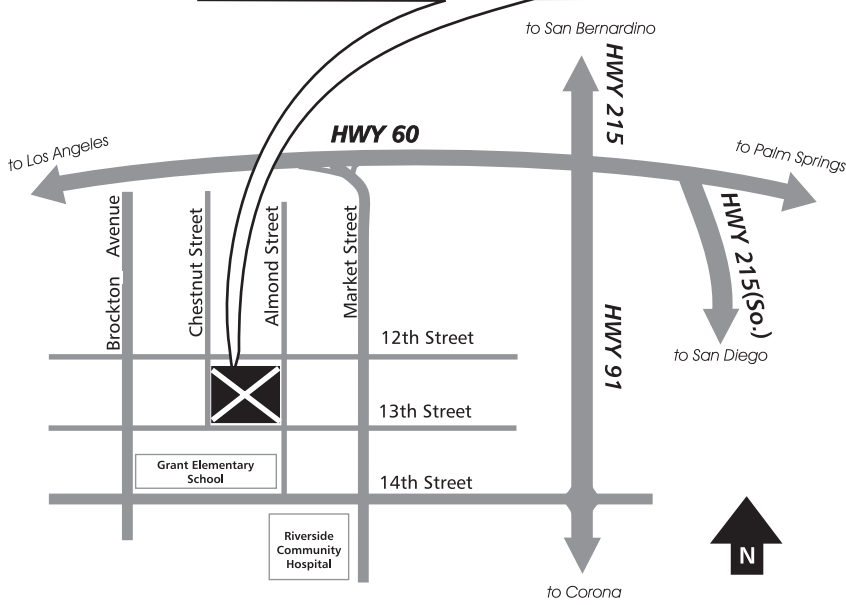 to San Bernardino
HWY 215
HWY 60
to Los Angeles
to Palm Springs
Brockton Avenue
Chestnut Street
Almond Street
Market Street
HWY 215(So.)
12th Street
HWY 91
to San Diego
13th Street
Grant Elementary
School
14th Street
Riverside
Community
Hospital
N
to Corona